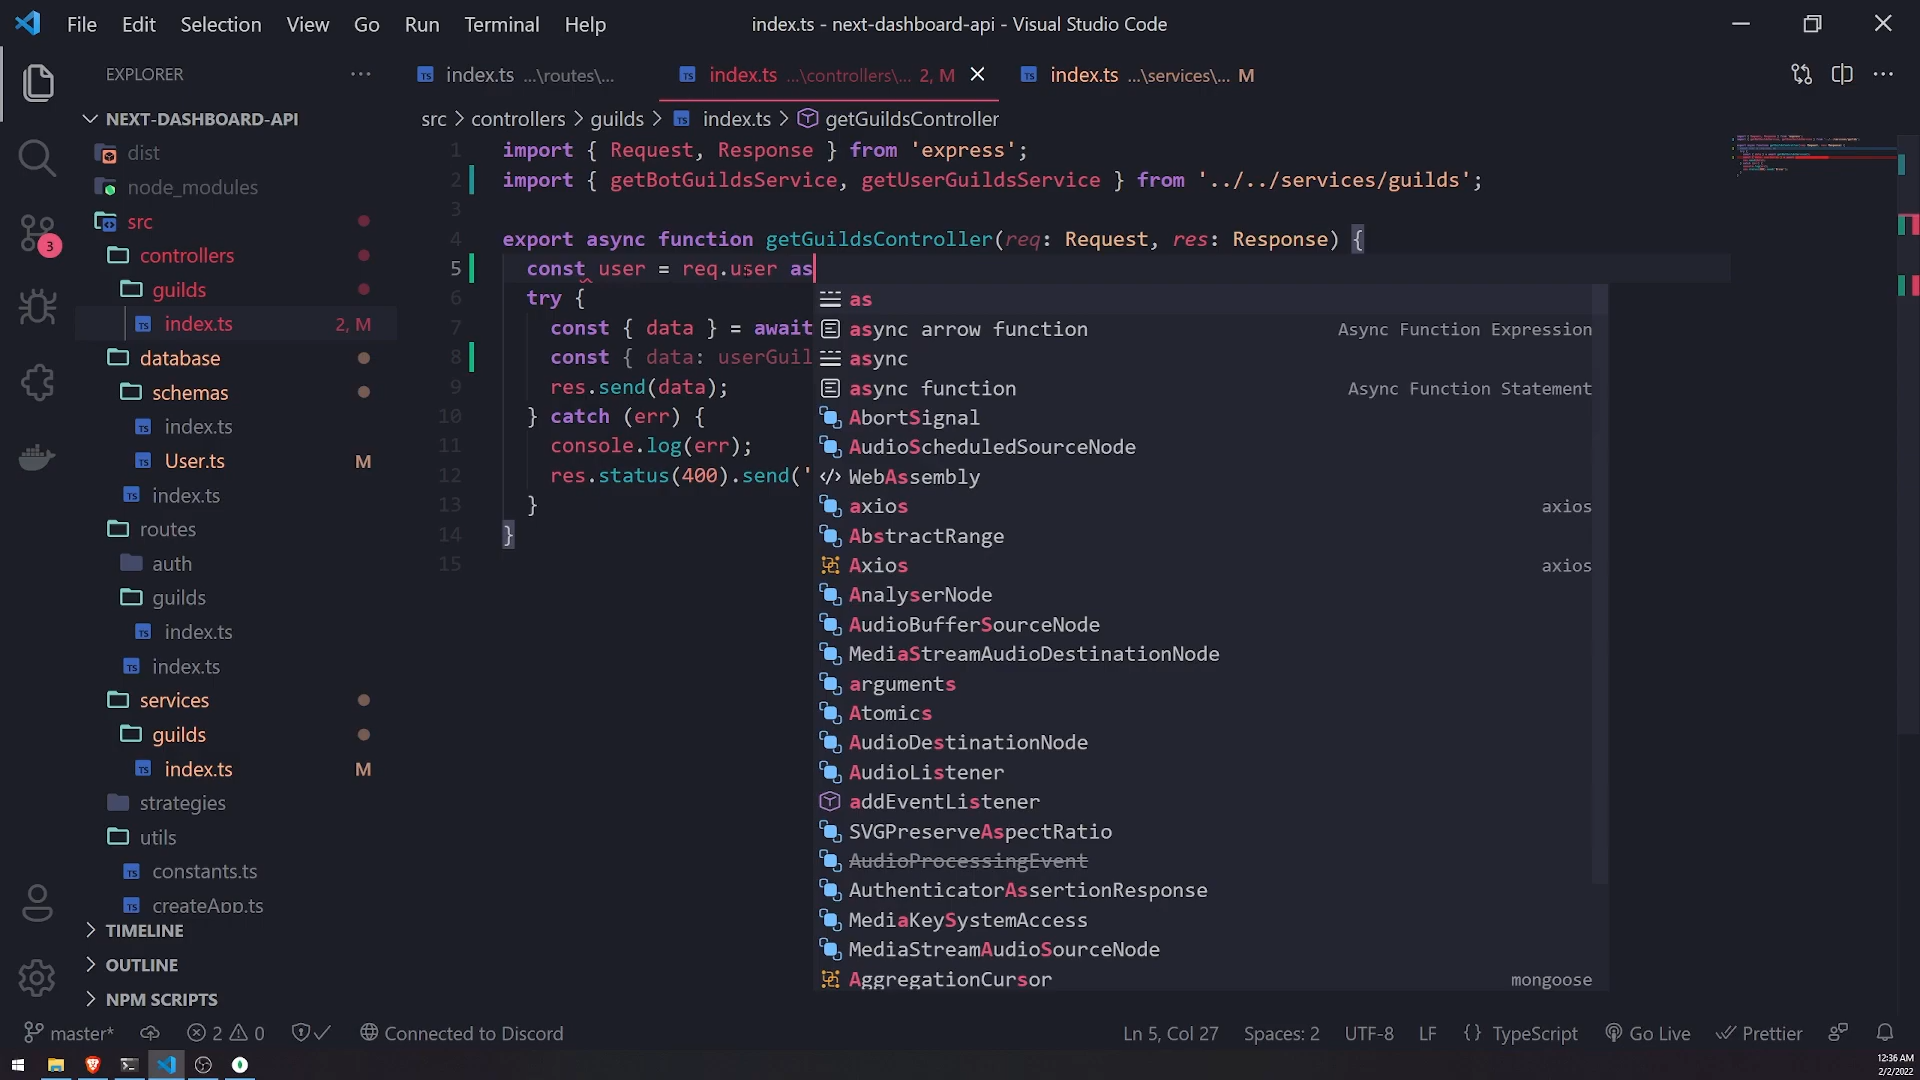 File Edit Selection View Go Run Terminal Help
index.ts - next-dashboard-api - Visual Studio Code
EXPLORER
index.ts ...\routes\...
index.ts ...\controllers\... 2, M
index.ts ...\services\... M
NEXT-DASHBOARD-API
src > controllers > guilds > index.ts > getGuildsController
dist
node_modules
src
controllers
guilds
index.ts 2, M
database
schemas
index.ts
User.ts M
index.ts
routes
auth
guilds
index.ts
index.ts
services
guilds
index.ts M
strategies
utils
constants.ts
createApp.ts
TIMELINE
OUTLINE
NPM SCRIPTS
3
1 import { Request, Response } from 'express';
2 import { getBotGuildsService, getUserGuildsService } from '../../services/guilds';
3
4 export async function getGuildsController(req: Request, res: Response) {
5 const user = req.user as
6 try {
7 const { data } = await
8 const { data: userGuil
9 res.send(data);
10 } catch (err) {
11 console.log(err);
12 res.status(400).send('
13 }
14 }
15
as
async arrow function Async Function Expression
async
async function Async Function Statement
AbortSignal
AudioScheduledSourceNode
WebAssembly
axios axios
AbstractRange
Axios axios
AnalyserNode
AudioBufferSourceNode
MediaStreamAudioDestinationNode
arguments
Atomics
AudioDestinationNode
AudioListener
addEventListener
SVGPreserveAspectRatio
AudioProcessingEvent
AuthenticatorAssertionResponse
MediaKeySystemAccess
MediaStreamAudioSourceNode
AggregationCursor mongoose
master* 2 0 Connected to Discord
Ln 5, Col 27 Spaces: 2 UTF-8 LF {} TypeScript Go Live Prettier
12:36 AM
2/2/2022